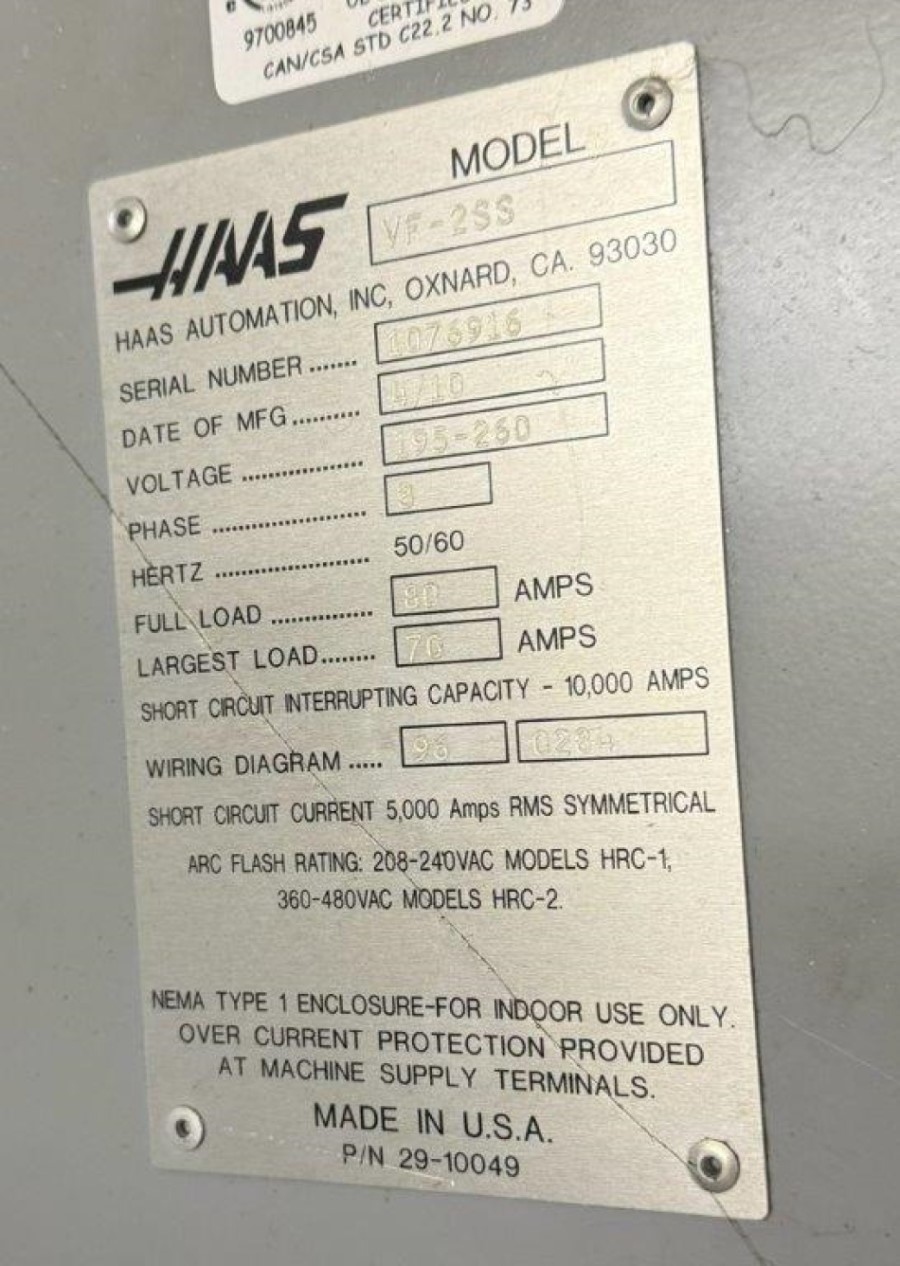 9700845
CAN/CSA STD C22.2 NO. 73
MODEL
HAAS VF-2SS
HAAS AUTOMATION, INC, OXNARD, CA. 93030
SERIAL NUMBER ....... 1076916
DATE OF MFG .......... 4/10
VOLTAGE .................. 195-260
PHASE ....................... 3
HERTZ ....................... 50/60
FULL LOAD ............... 80 AMPS
LARGEST LOAD........ 70 AMPS
SHORT CIRCUIT INTERRUPTING CAPACITY - 10,000 AMPS
WIRING DIAGRAM ..... 96 0284
SHORT CIRCUIT CURRENT 5,000 Amps RMS SYMMETRICAL
ARC FLASH RATING: 208-240VAC MODELS HRC-1,
360-480VAC MODELS HRC-2.
NEMA TYPE 1 ENCLOSURE-FOR INDOOR USE ONLY.
OVER CURRENT PROTECTION PROVIDED
AT MACHINE SUPPLY TERMINALS.
MADE IN U.S.A.
P/N 29-10049